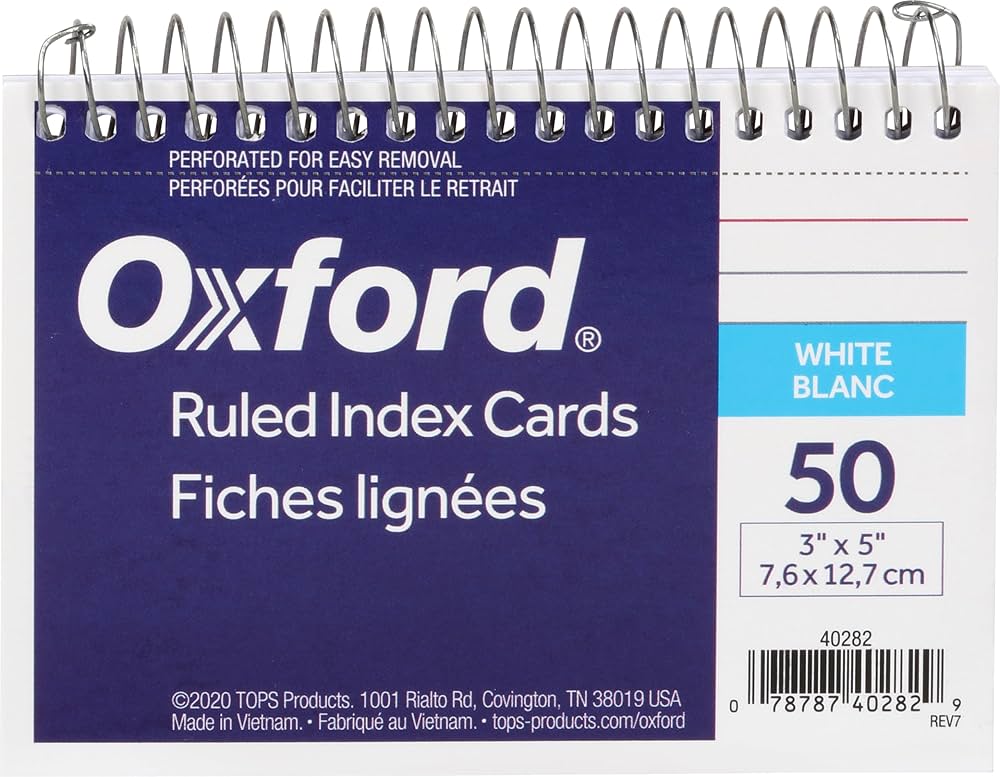 PERFORATED FOR EASY REMOVAL
PERFORÉES POUR FACILITER LE RETRAIT
Oxford®
Ruled Index Cards
Fiches lignées
WHITE
BLANC
50
3" x 5"
7,6 x 12,7 cm
©2020 TOPS Products. 1001 Rialto Rd, Covington, TN 38019 USA
Made in Vietnam. • Fabriqué au Vietnam. • tops-products.com/oxford
40282
0 78787 40282 9
REV7